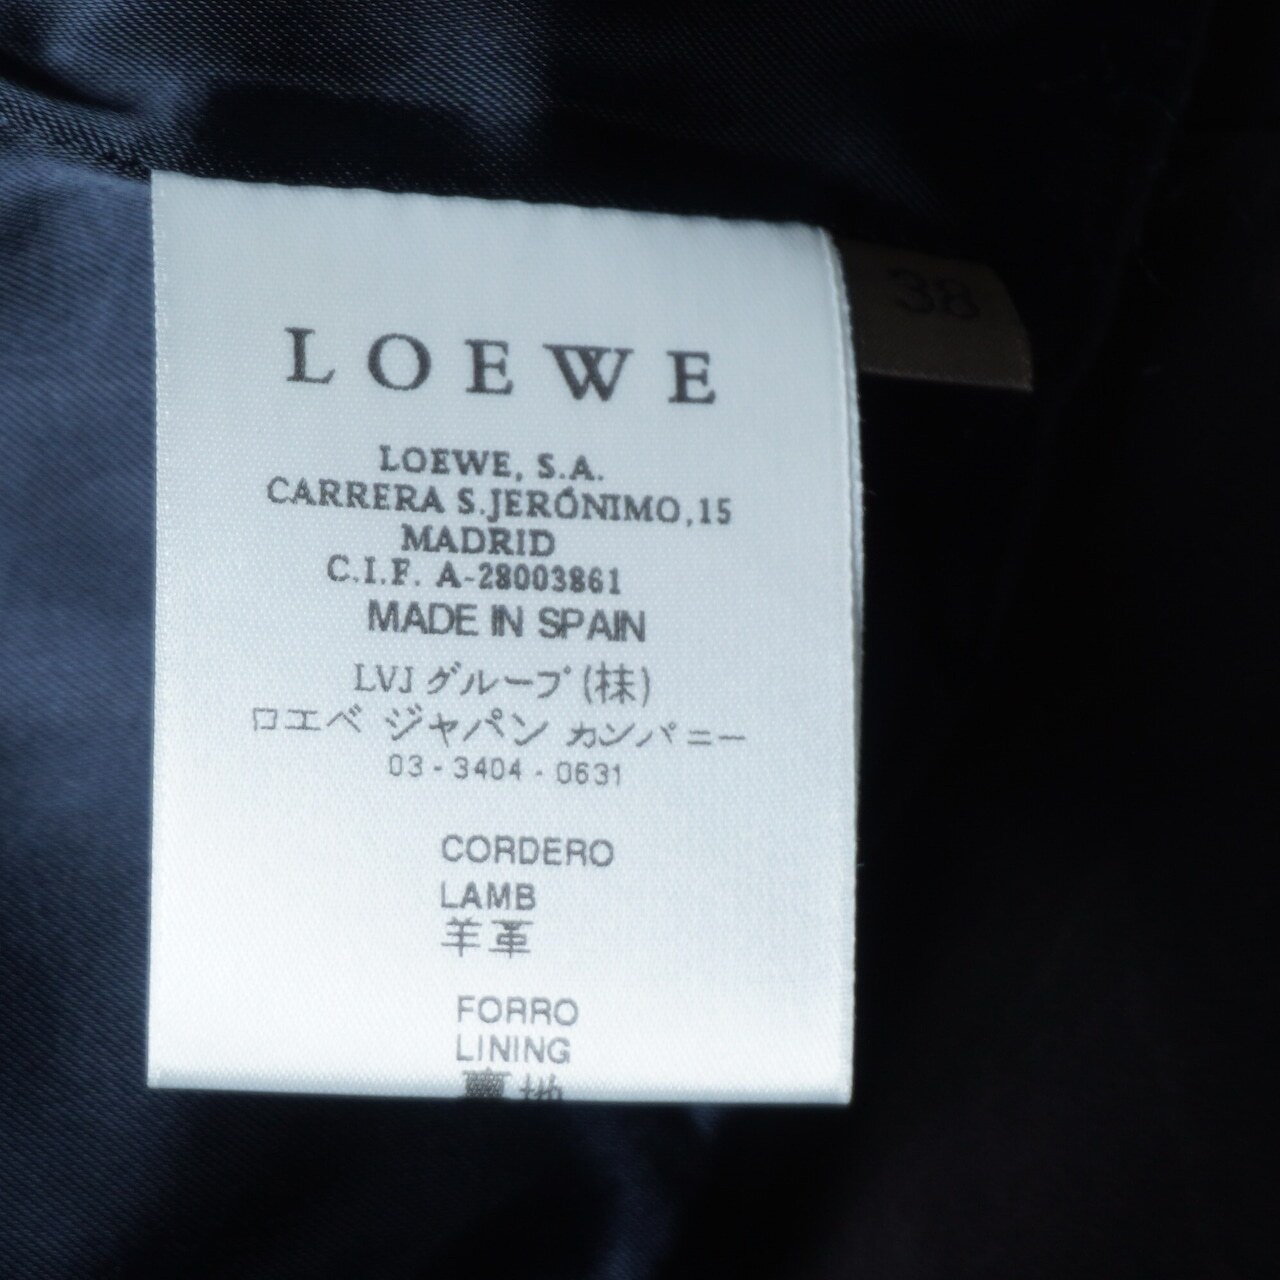 LOEWE
38
LOEWE, S.A.
CARRERA S.JERÓNIMO,15
MADRID
C.I.F. A-28003861
MADE IN SPAIN
LVJ グループ(株)
ロエベ ジャパン カンパニー
03-3404-0631
CORDERO
LAMB
羊革
FORRO
LINING
裏地